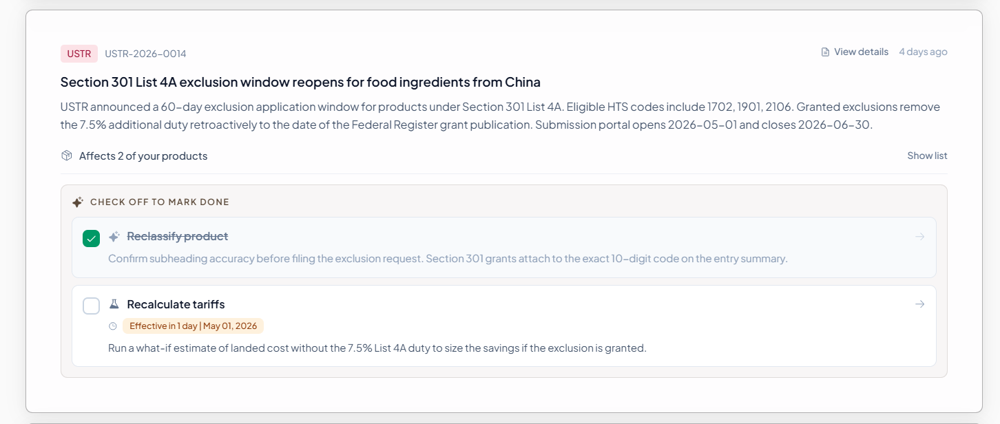 USTR USTR-2026-0014
View details 4 days ago
Section 301 List 4A exclusion window reopens for food ingredients from China
USTR announced a 60-day exclusion application window for products under Section 301 List 4A. Eligible HTS codes include 1702, 1901, 2106. Granted exclusions remove
the 7.5% additional duty retroactively to the date of the Federal Register grant publication. Submission portal opens 2026-05-01 and closes 2026-06-30.
Affects 2 of your products
Show list
CHECK OFF TO MARK DONE
Reclassify product
Confirm subheading accuracy before filing the exclusion request. Section 301 grants attach to the exact 10-digit code on the entry summary.
Recalculate tariffs
Effective in 1 day | May 01, 2026
Run a what-if estimate of landed cost without the 7.5% List 4A duty to size the savings if the exclusion is granted.